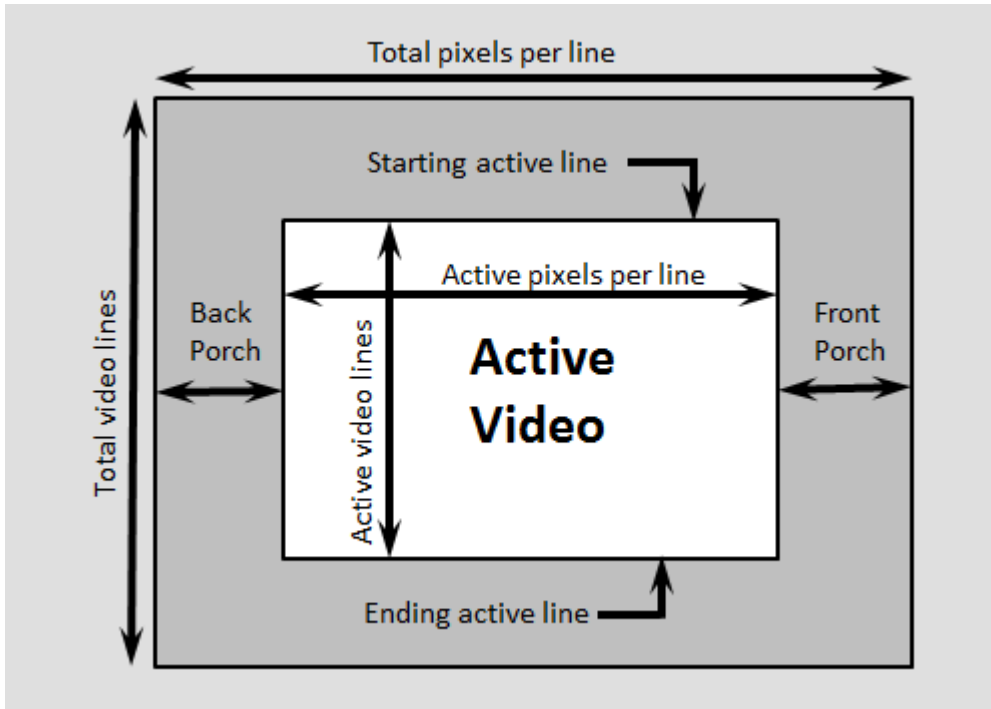 Total pixels per line
Starting active line
Active pixels per line
Back
Porch
Front
Porch
Total video lines
Active video lines
Active
Video
Ending active line